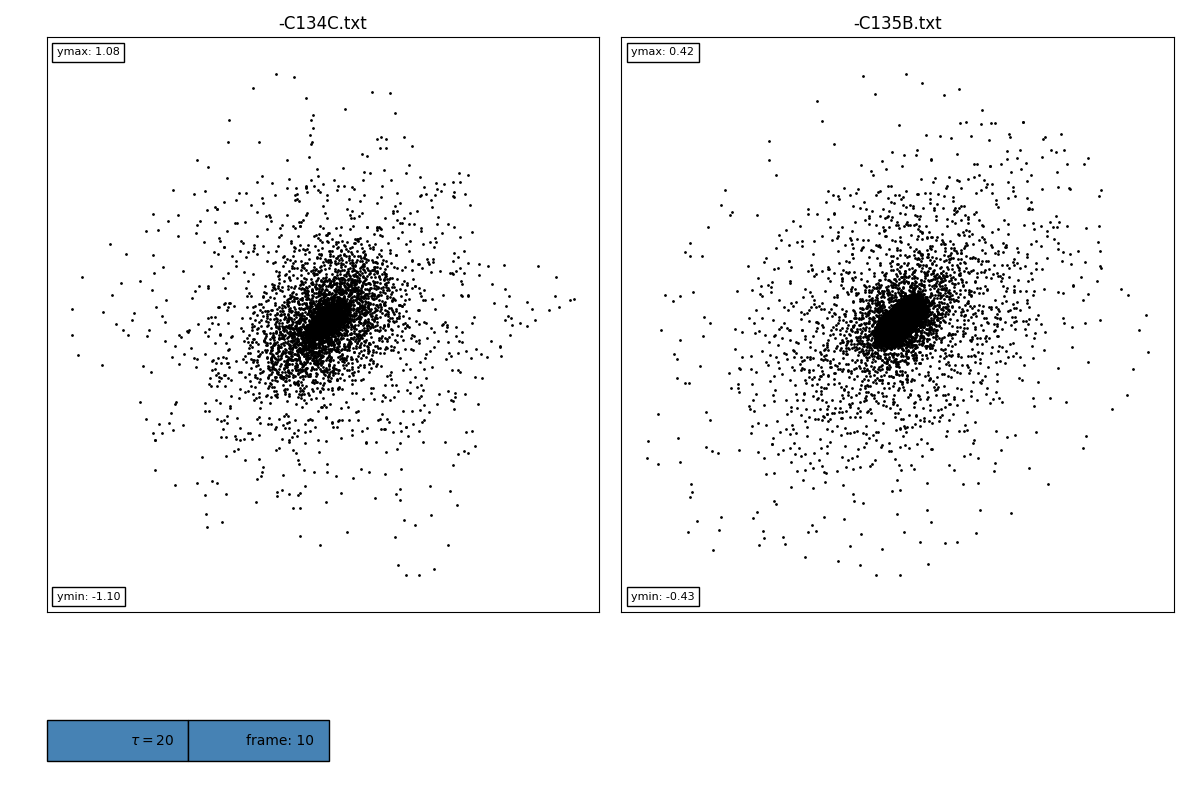 -C134C.txt
-C135B.txt
ymax: 1.08
ymax: 0.42
ymin: -1.10
ymin: -0.43
τ = 20
frame: 10